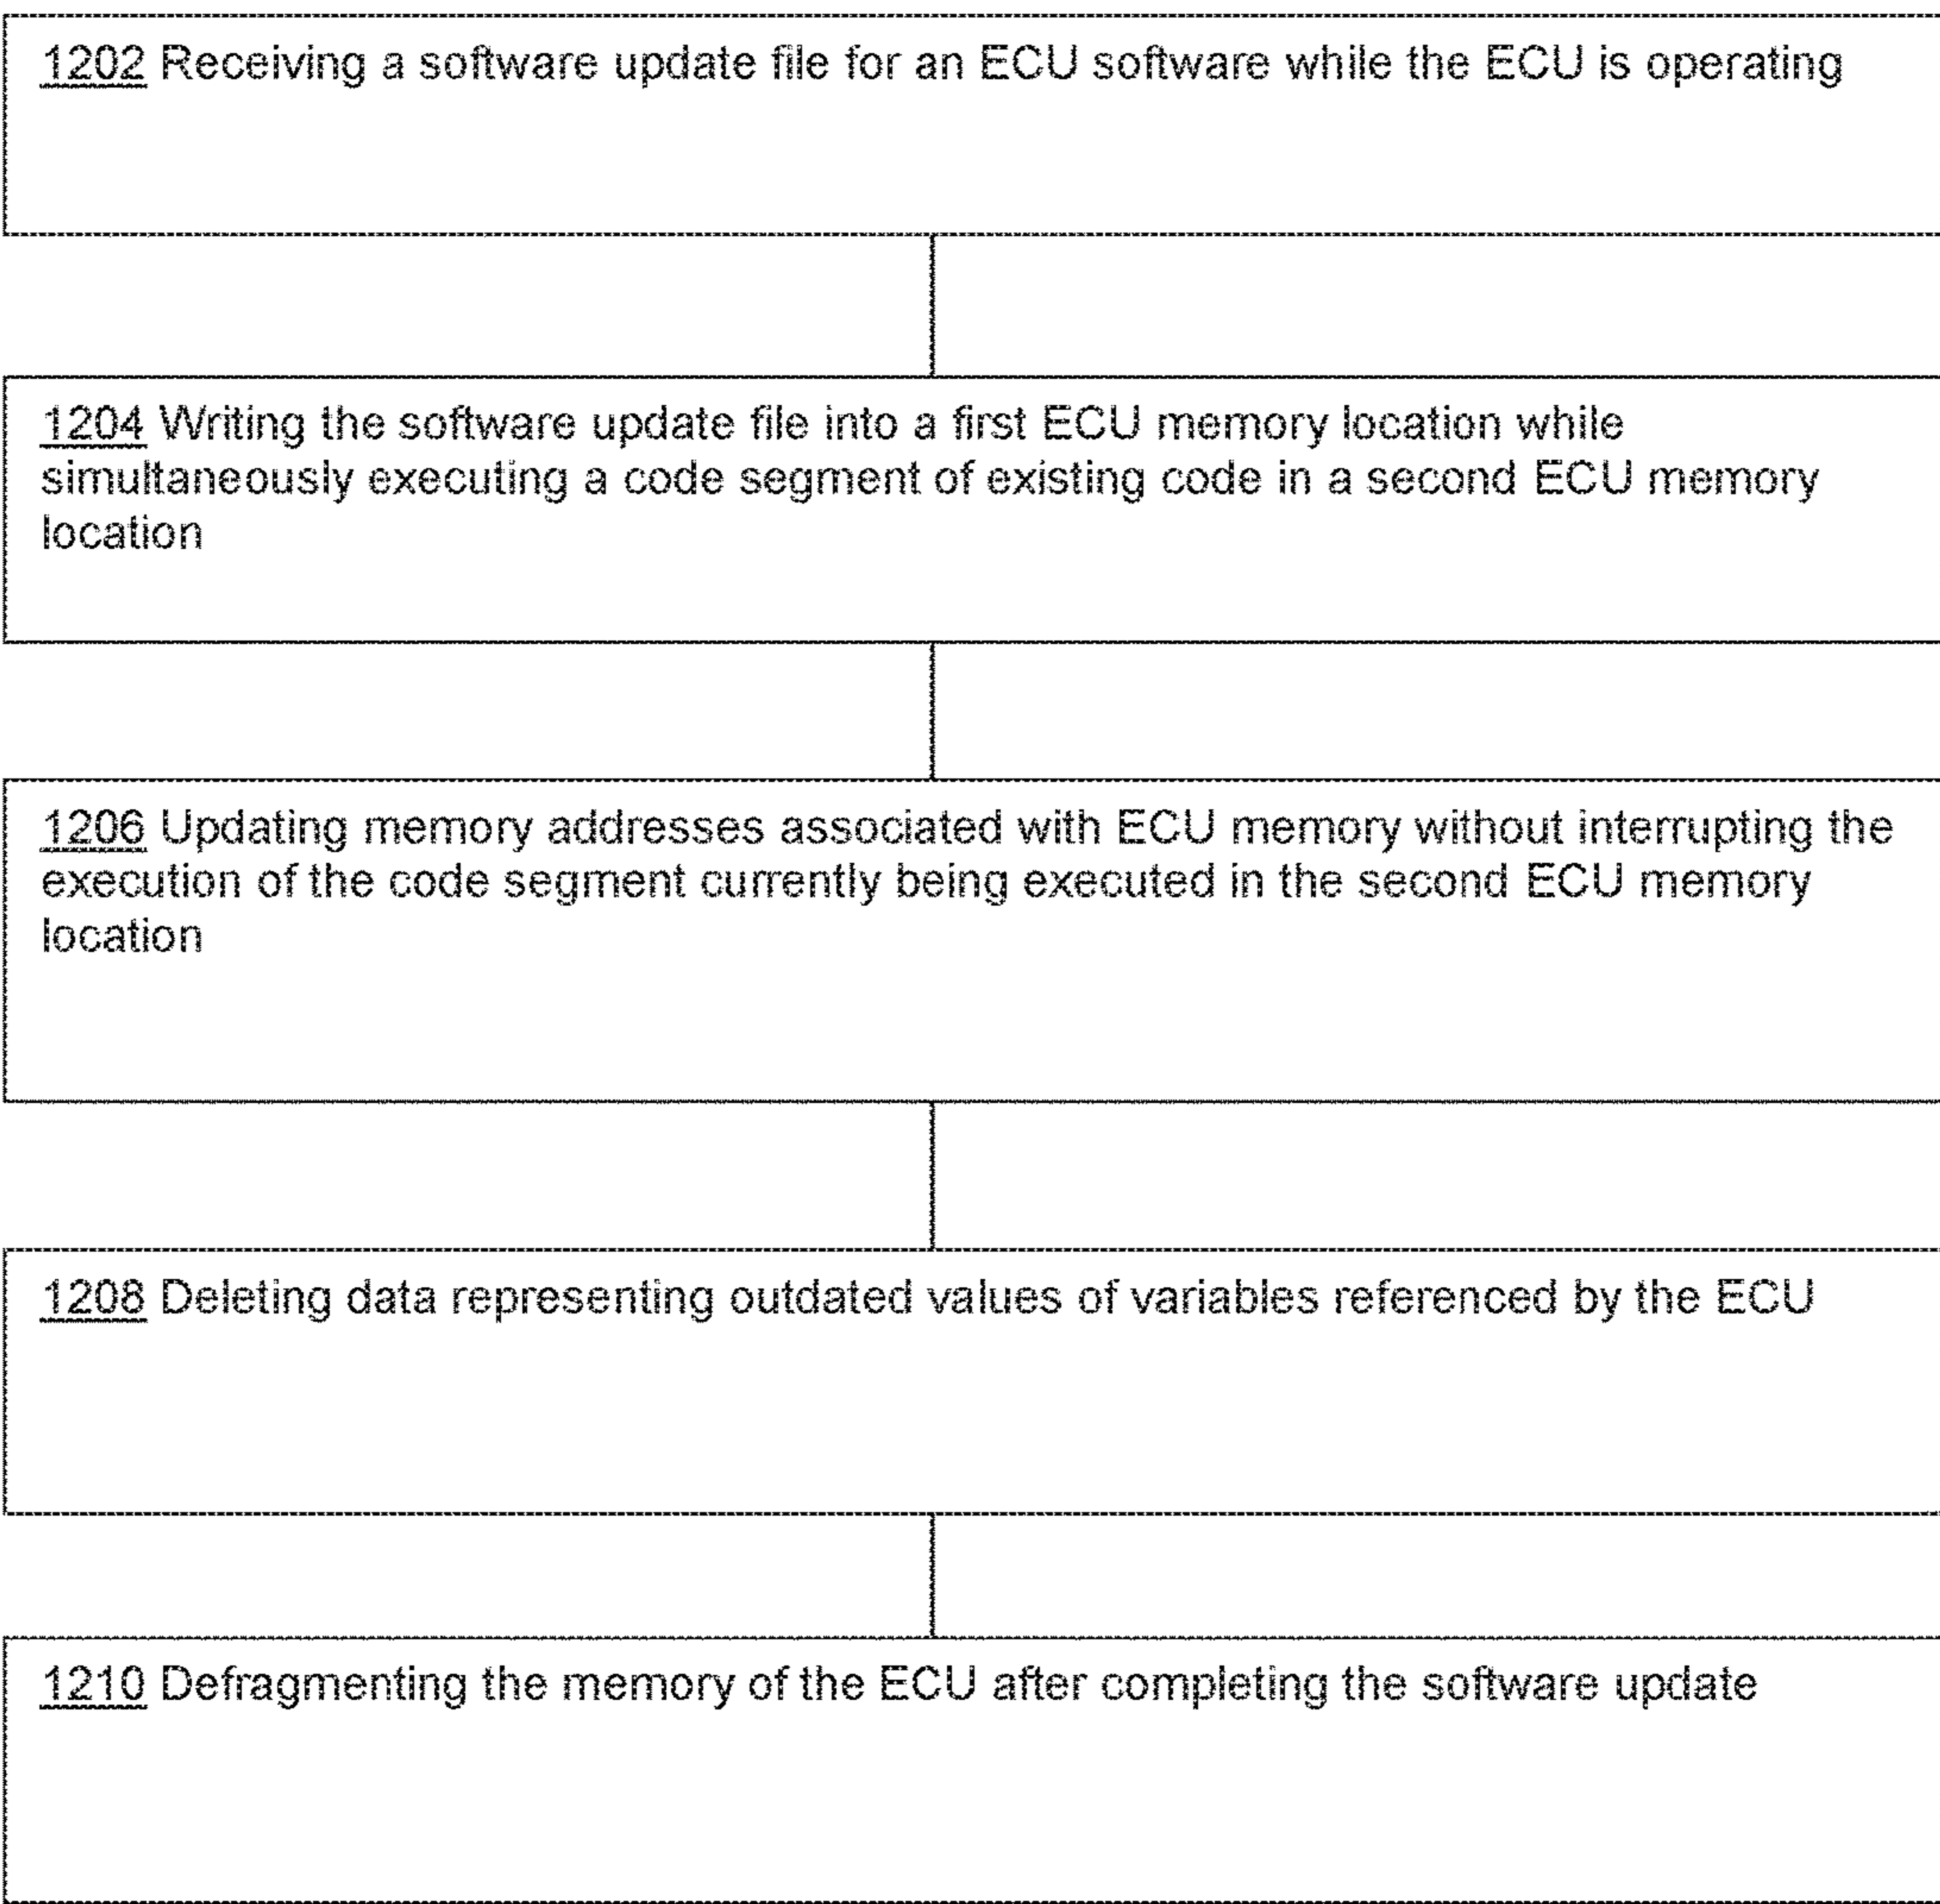 1202 Receiving a software update file for an ECU software while the ECU is operating
1204 Writing the software update file into a first ECU memory location while
simultaneously executing a code segment of existing code in a second ECU memory
location
1206 Updating memory addresses associated with ECU memory without interrupting the
execution of the code segment currently being executed in the second ECU memory
location
1208 Deleting data representing outdated values of variables referenced by the ECU
1210 Defragmenting the memory of the ECU after completing the software update